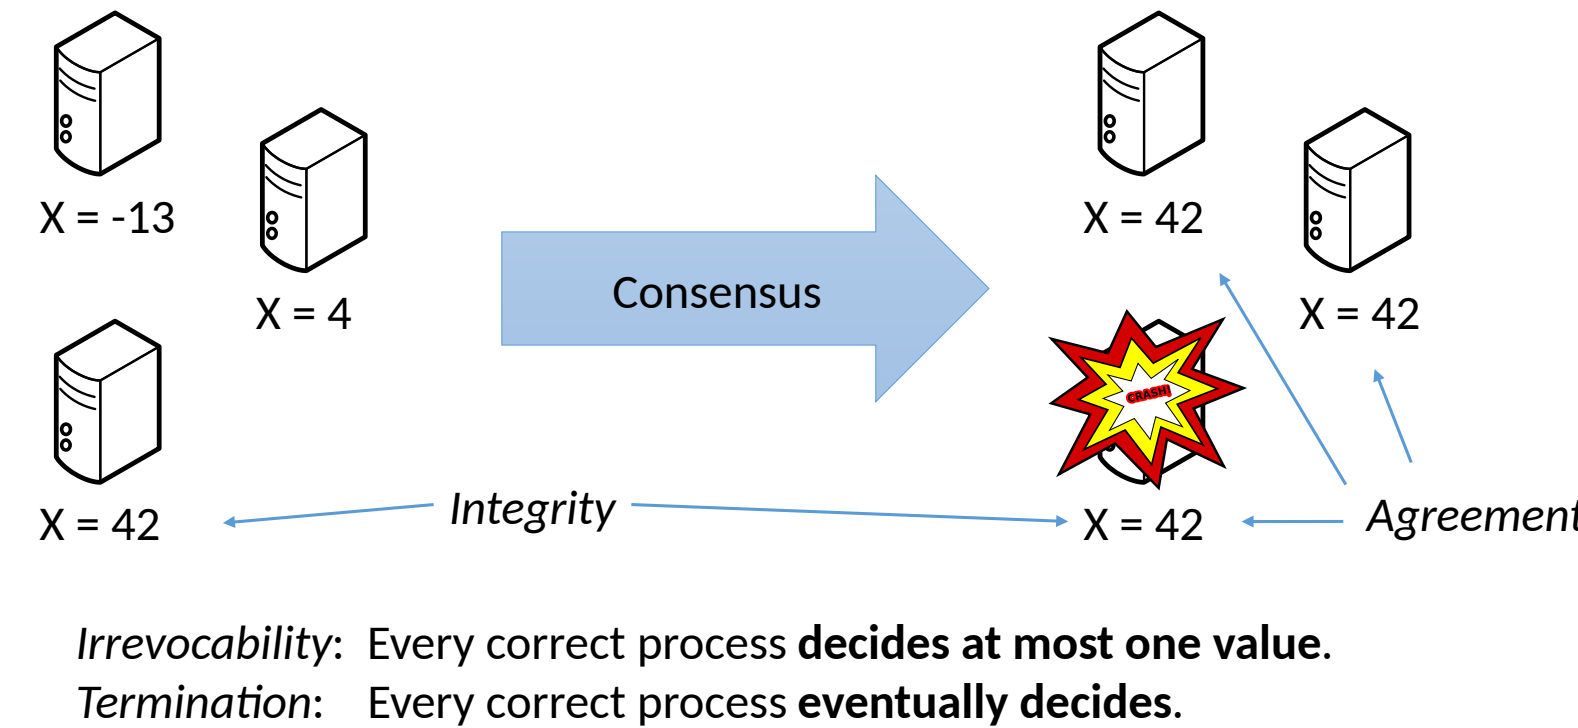 X = -13
X = 4
X = 42
Consensus
X = 42
X = 42
CRASH!
X = 42
Integrity
Agreement
Irrevocability: Every correct process decides at most one value.
Termination: Every correct process eventually decides.